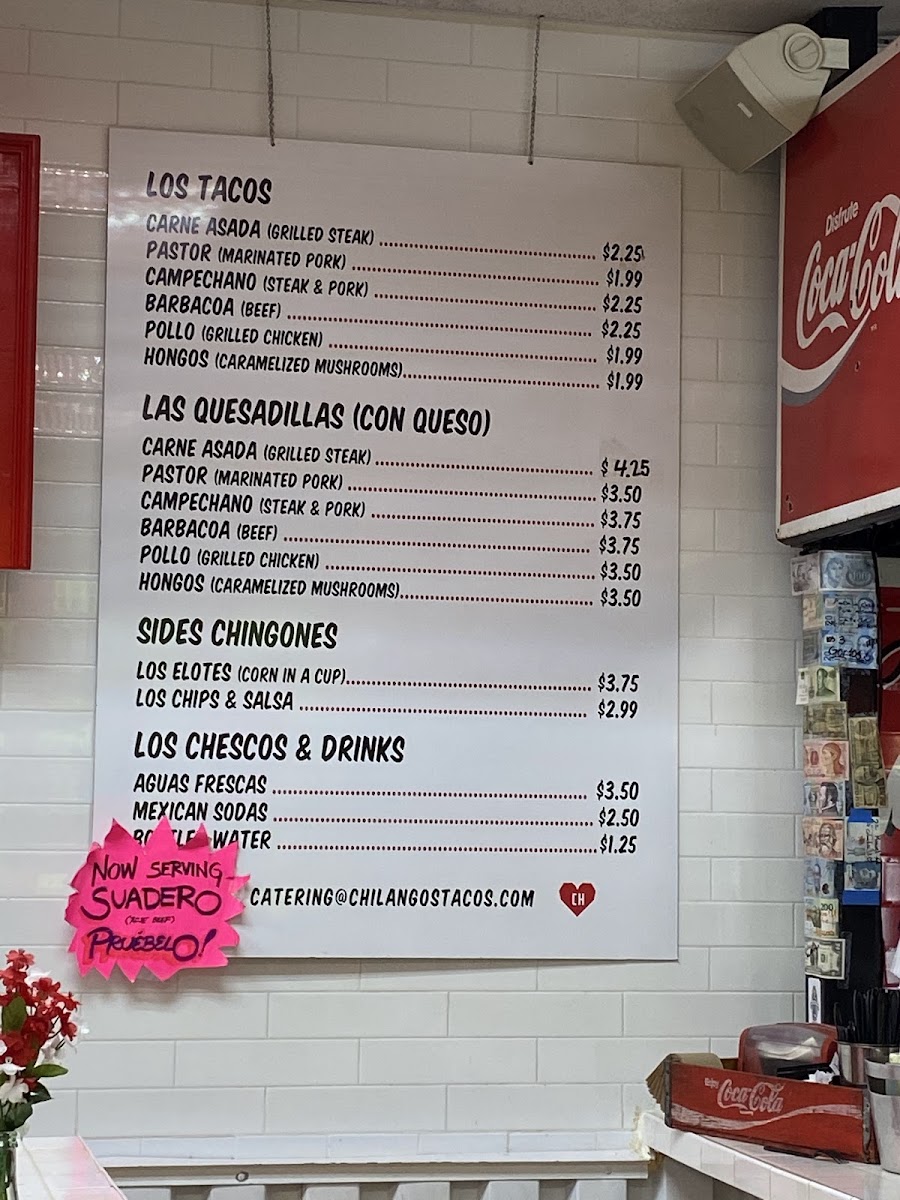 LOS TACOS
CARNE ASADA (GRILLED STEAK) $2.25
PASTOR (MARINATED PORK) $1.99
CAMPECHANO (STEAK & PORK) $2.25
BARBACOA (BEEF) $2.25
POLLO (GRILLED CHICKEN) $1.99
HONGOS (CARAMELIZED MUSHROOMS) $1.99
LAS QUESADILLAS (CON QUESO)
CARNE ASADA (GRILLED STEAK) $4.25
PASTOR (MARINATED PORK) $3.50
CAMPECHANO (STEAK & PORK) $3.75
BARBACOA (BEEF) $3.75
POLLO (GRILLED CHICKEN) $3.50
HONGOS (CARAMELIZED MUSHROOMS) $3.50
SIDES CHINGONES
LOS ELOTES (CORN IN A CUP) $3.75
LOS CHIPS & SALSA $2.99
LOS CHESCOS & DRINKS
AGUAS FRESCAS $3.50
MEXICAN SODAS $2.50
WATER $1.25
CATERING@CHILANGOSTACOS.COM
CH
NOW SERVING
SUADERO
PRUÉBELO!
Disfrute
Coca-Cola
Enjoy
Coca-Cola